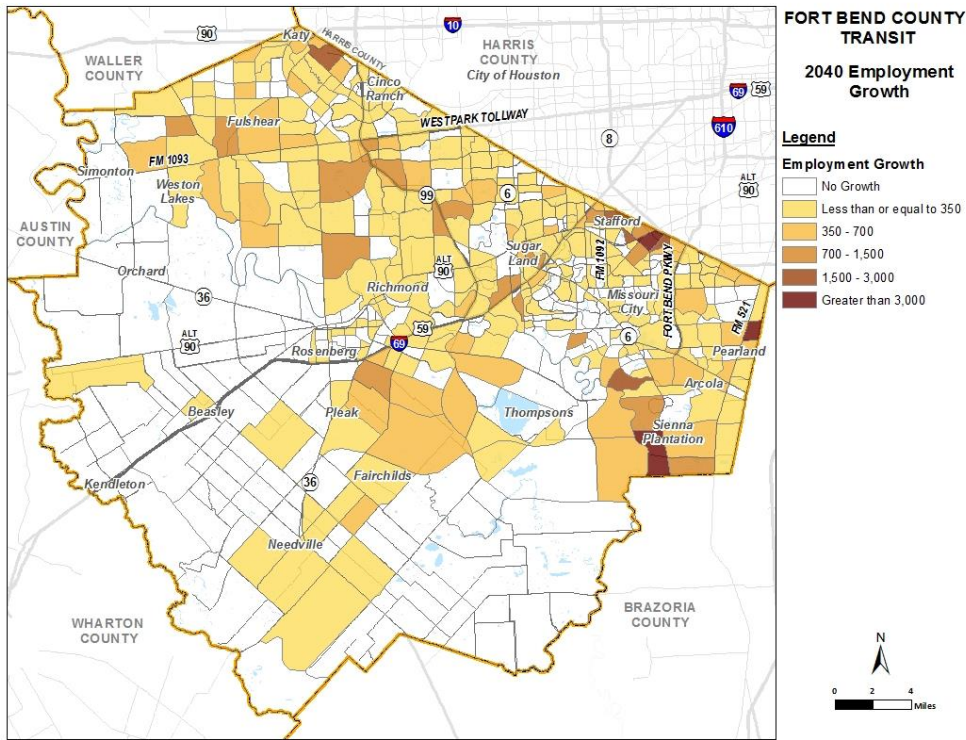 FORT BEND COUNTY
TRANSIT
2040 Employment
Growth
Legend
Employment Growth
No Growth
Less than or equal to 350
350 - 700
700 - 1,500
1,500 - 3,000
Greater than 3,000
N
0 2 4
Miles
10
90
Katy
HARRIS COUNTY
HARRIS
COUNTY
City of Houston
WALLER
COUNTY
Cinco
Ranch
69
59
610
Fulshear
WESTPARK TOLLWAY
8
FM 1093
Simonton
Weston
Lakes
99
6
ALT
90
AUSTIN
COUNTY
Stafford
Sugar
Land
FM 1092
FORT BEND PKWY
ALT
90
Orchard
36
Richmond
Missouri
City
FM 521
59
69
6
ALT
90
Rosenberg
Pearland
Arcola
Beasley
Pleak
Thompsons
Sienna
Plantation
Kendleton
36
Fairchilds
Needville
WHARTON
COUNTY
BRAZORIA
COUNTY